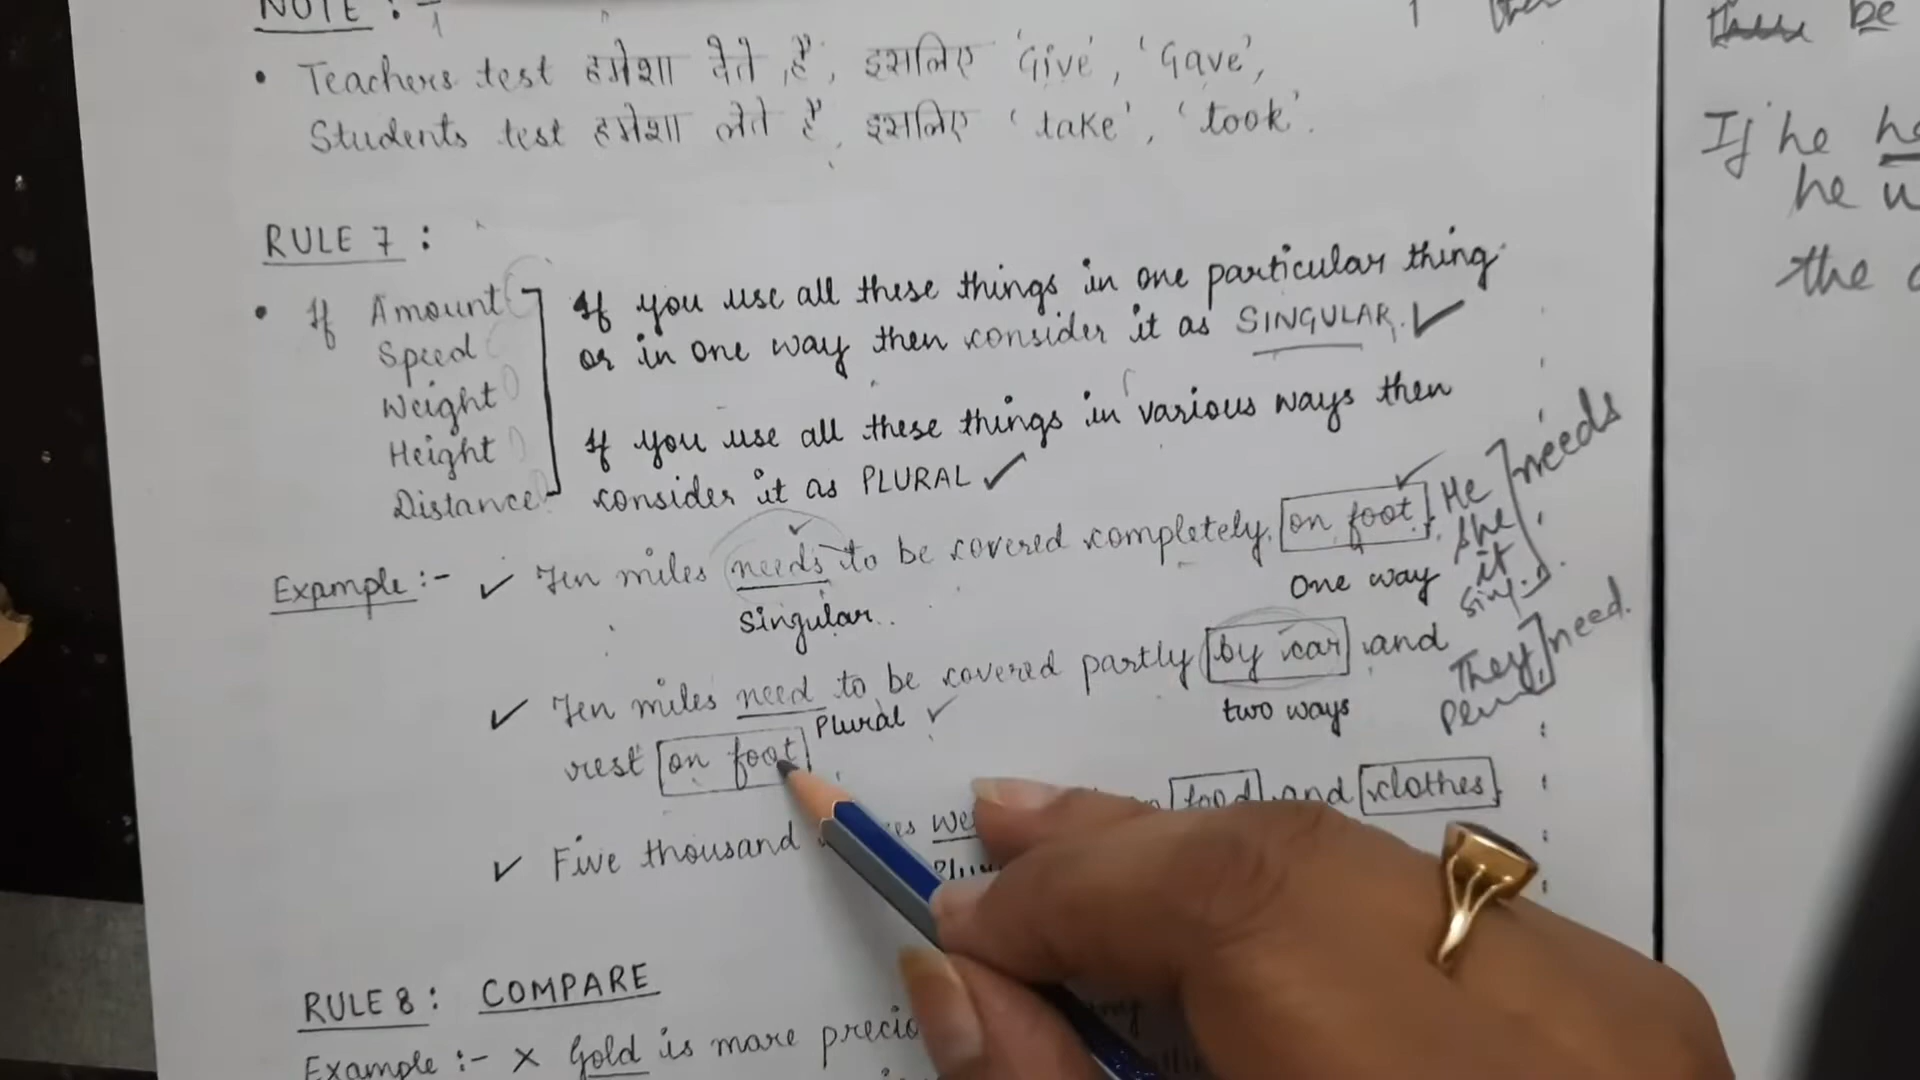 NOTE :
• Teachers test हमेशा देते हैं, इसलिए 'Give', 'Gave',
Students test हमेशा लेते हैं, इसलिए 'take', 'took'.
RULE 7 :
• If Amount
Speed
Weight
Height
Distance
If you use all these things in one particular thing
or in one way then consider it as SINGULAR. ✓
If you use all these things in various ways then
consider it as PLURAL ✓
Example :- ✓ Ten miles needs to be covered completely on foot.
Singular
One way
✓ Ten miles need to be covered partly by car and
Plural ✓
two ways
rest on foot
✓ Five thousand food and clothes
He
She
it
needs
They
need.
RULE 8 : COMPARE
Example :- × Gold is more
be
If he
he
the